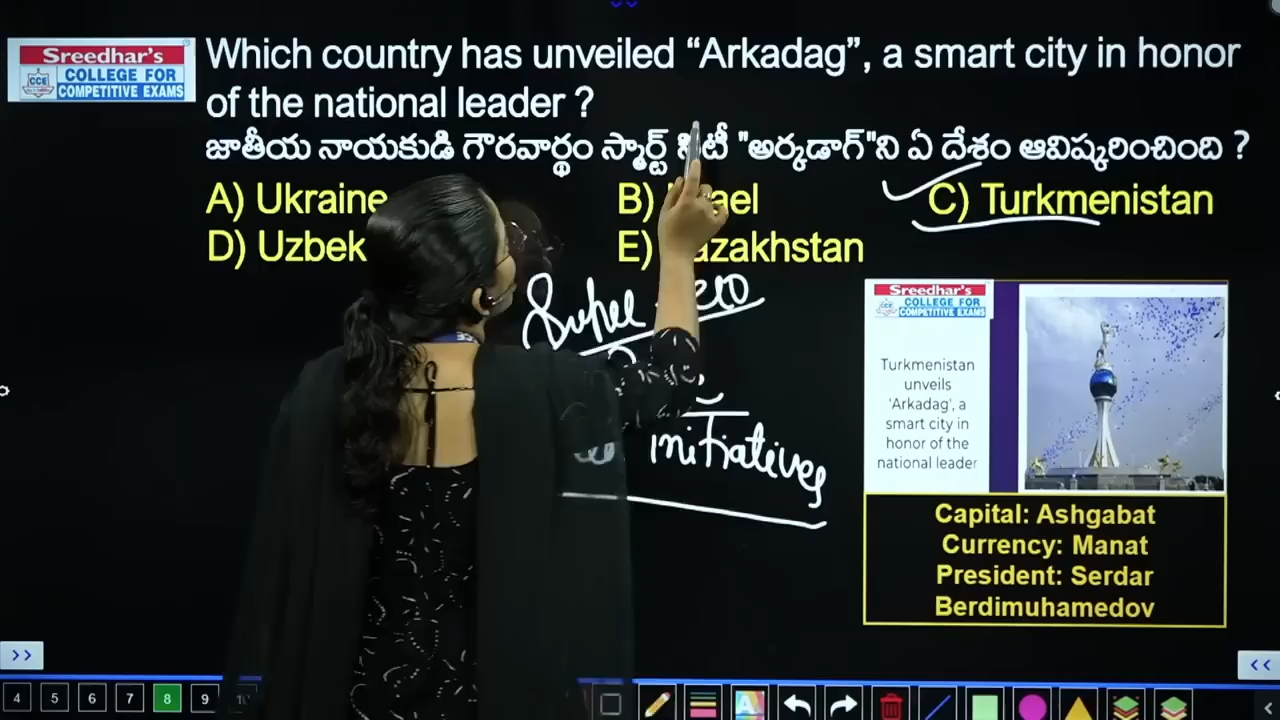 Sreedhar's
CCE
COLLEGE FOR
COMPETITIVE EXAMS
Which country has unveiled “Arkadag”, a smart city in honor
of the national leader ?
జాతీయ నాయకుడి గౌరవార్థం స్మార్ట్ సిటీ "అర్కడాగ్"ని ఏ దేశం ఆవిష్కరించింది ?
A) Ukraine B) C) Turkmenistan
D) Uzbek E)
initiatives
Sreedhar's
CCE
COLLEGE FOR
COMPETITIVE EXAMS
Turkmenistan
unveils
'Arkadag', a
smart city in
honor of the
national leader
Capital: Ashgabat
Currency: Manat
President: Serdar
Berdimuhamedov
>> <<
4 5 6 7 8 9 10